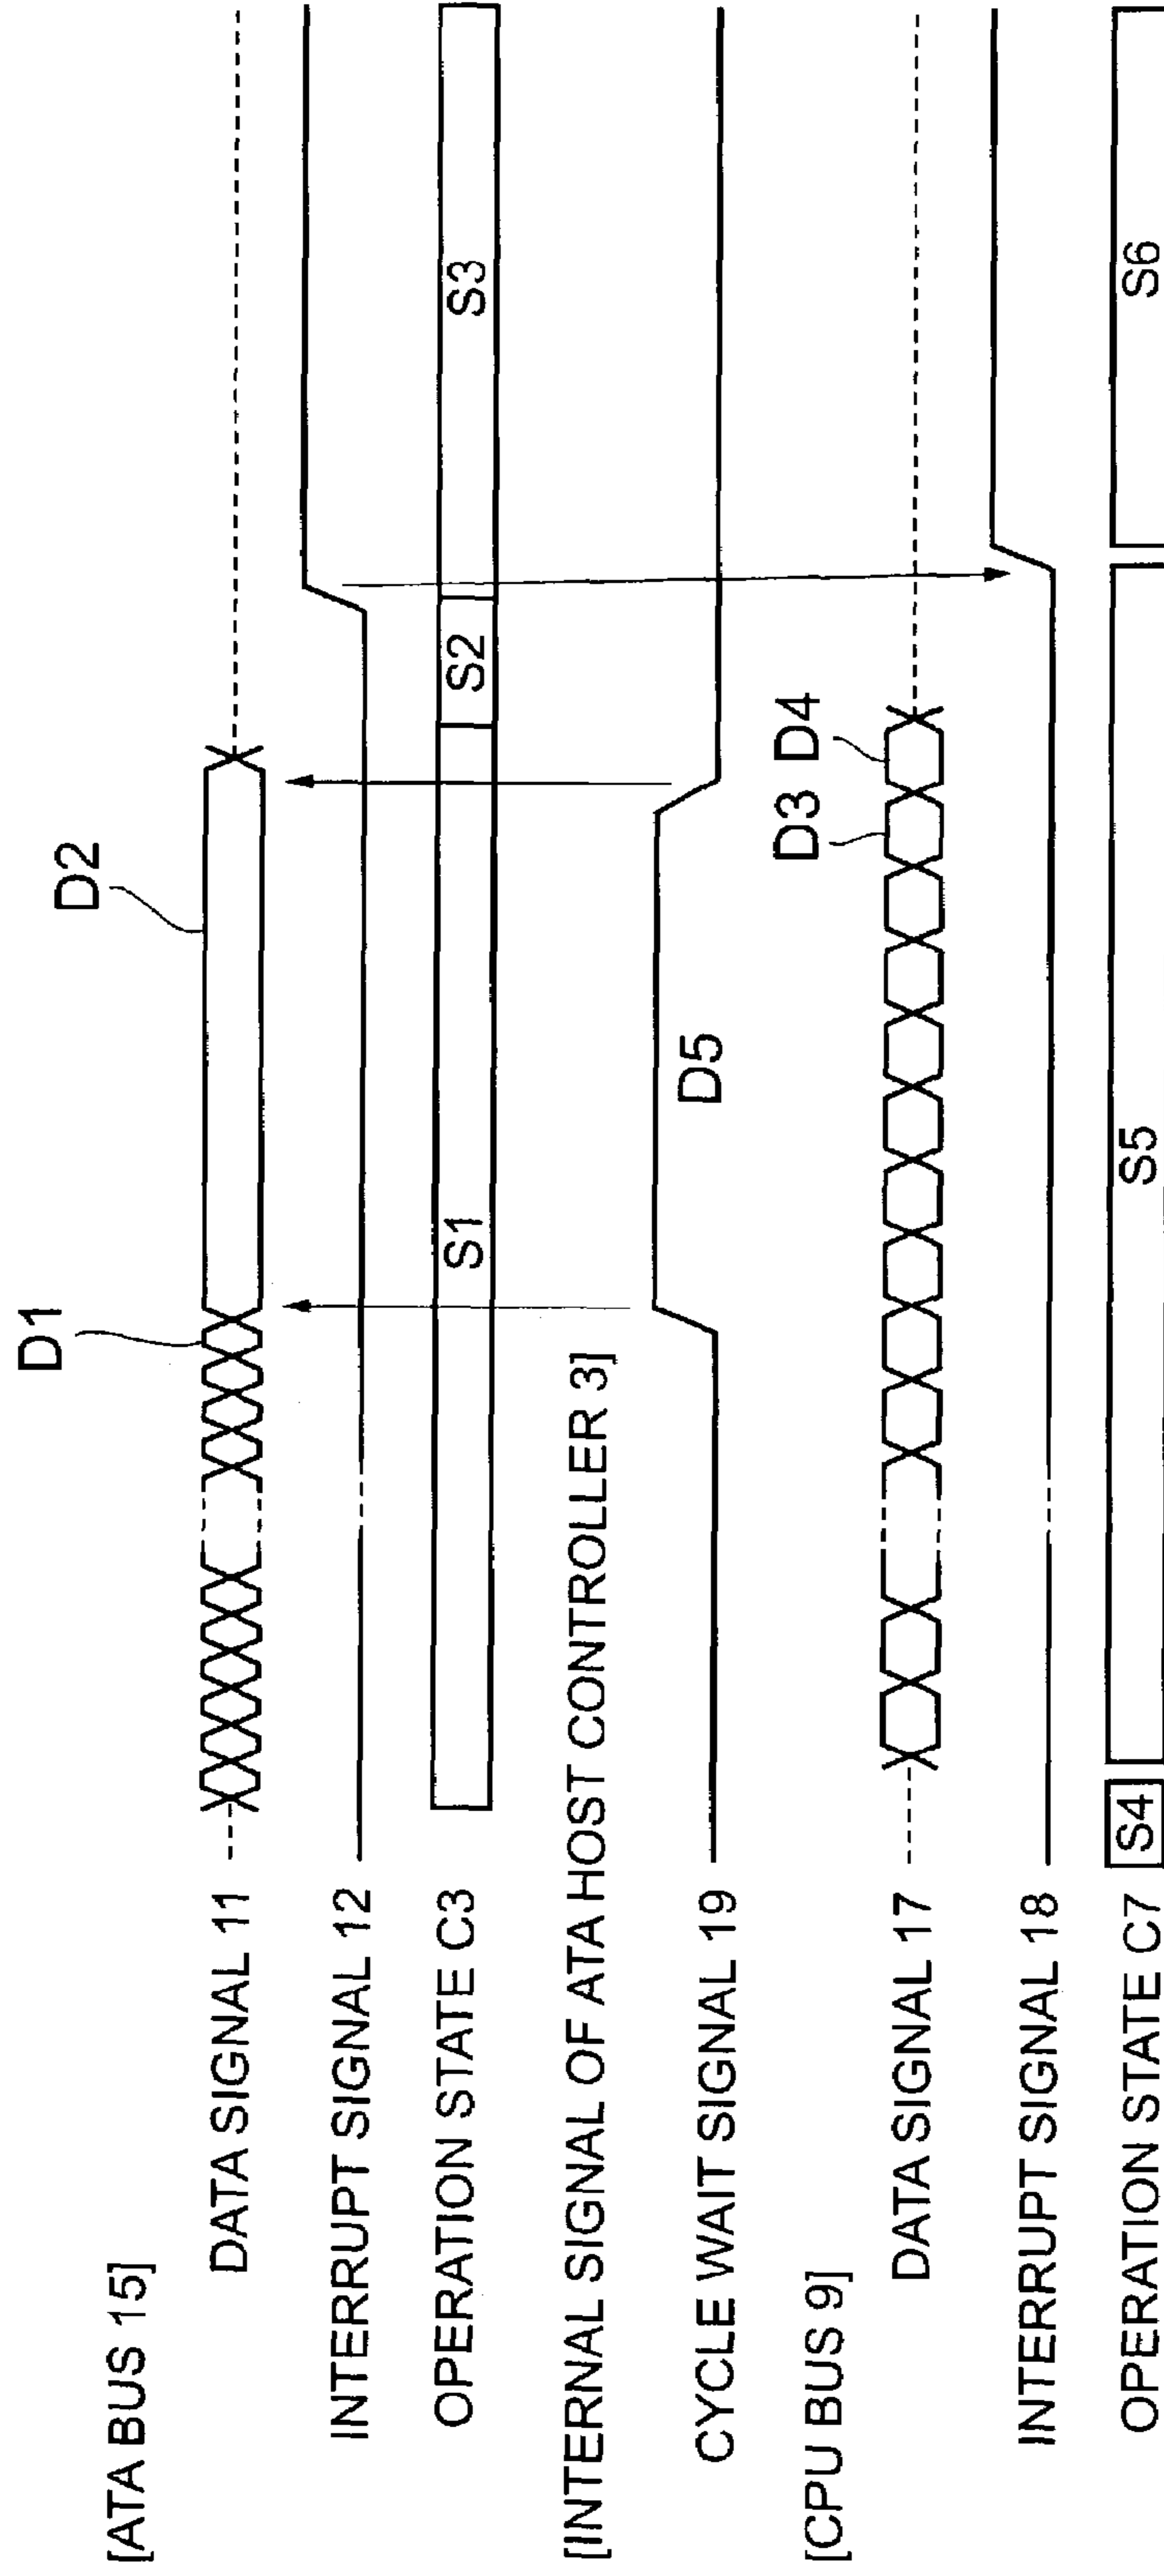 [ATA BUS 15]
D1
D2
DATA SIGNAL 11
INTERRUPT SIGNAL 12
OPERATION STATE C3
S1
S2
S3
[INTERNAL SIGNAL OF ATA HOST CONTROLLER 3]
CYCLE WAIT SIGNAL 19
D5
[CPU BUS 9]
D3
D4
DATA SIGNAL 17
INTERRUPT SIGNAL 18
OPERATION STATE C7
S4
S5
S6